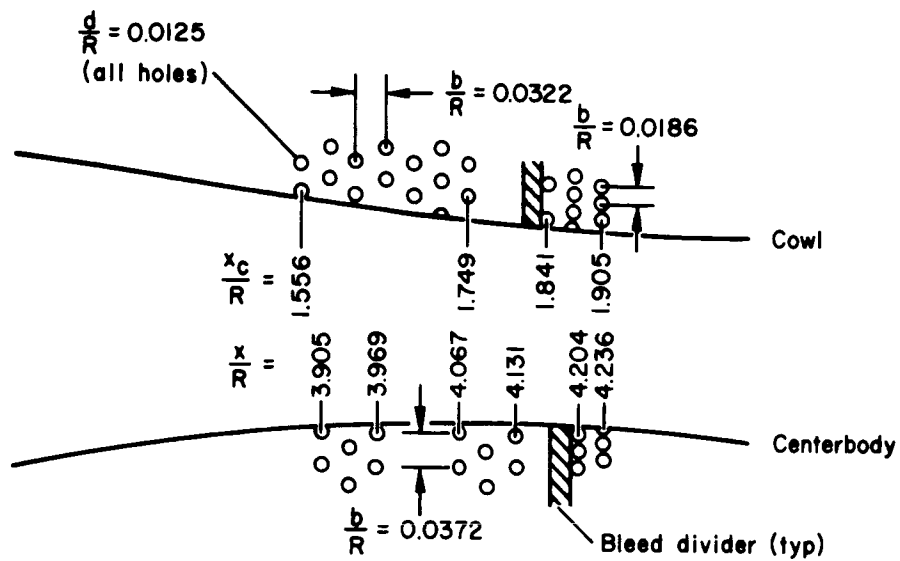 d/R = 0.0125
(all holes)
b/R = 0.0322
b/R = 0.0186
Cowl
x_c/R = 1.556 1.749 1.841 1.905
x/R = 3.905 3.969 4.067 4.131 4.204 4.236
Centerbody
b/R = 0.0372
Bleed divider (typ)